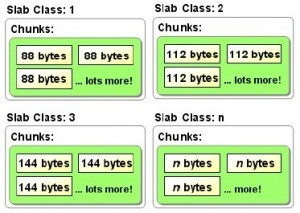 Slab Class: 1
Chunks:
88 bytes 88 bytes
88 bytes ... lots more!
Slab Class: 2
Chunks:
112 bytes 112 bytes
112 bytes ... lots more!
Slab Class: 3
Chunks:
144 bytes 144 bytes
144 bytes ... lots more!
Slab Class: n
Chunks:
n bytes n bytes
n bytes ... more!